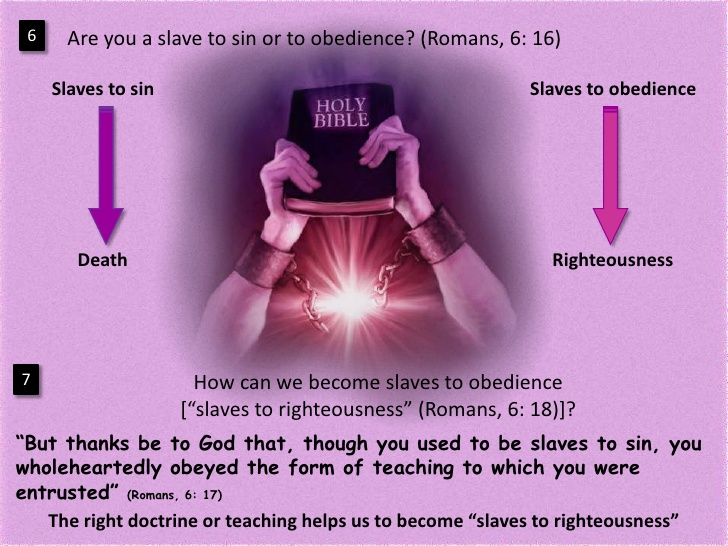 6
Are you a slave to sin or to obedience? (Romans, 6: 16)
Slaves to sin
Slaves to obedience
HOLY
BIBLE
Death
Righteousness
7
How can we become slaves to obedience
[“slaves to righteousness” (Romans, 6: 18)]?
“But thanks be to God that, though you used to be slaves to sin, you
wholeheartedly obeyed the form of teaching to which you were
entrusted” (Romans, 6: 17)
The right doctrine or teaching helps us to become “slaves to righteousness”